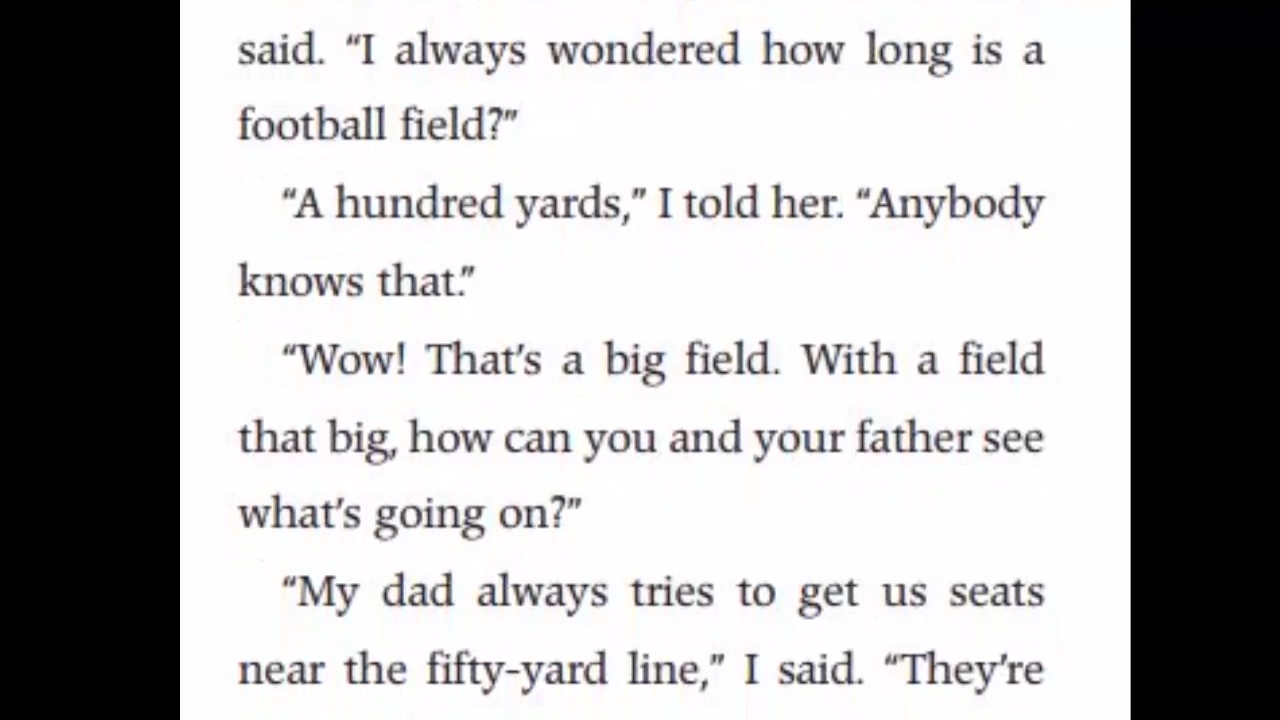 said. “I always wondered how long is a
football field?”
“A hundred yards,” I told her. “Anybody
knows that.”
“Wow! That’s a big field. With a field
that big, how can you and your father see
what’s going on?”
“My dad always tries to get us seats
near the fifty-yard line,” I said. “They’re